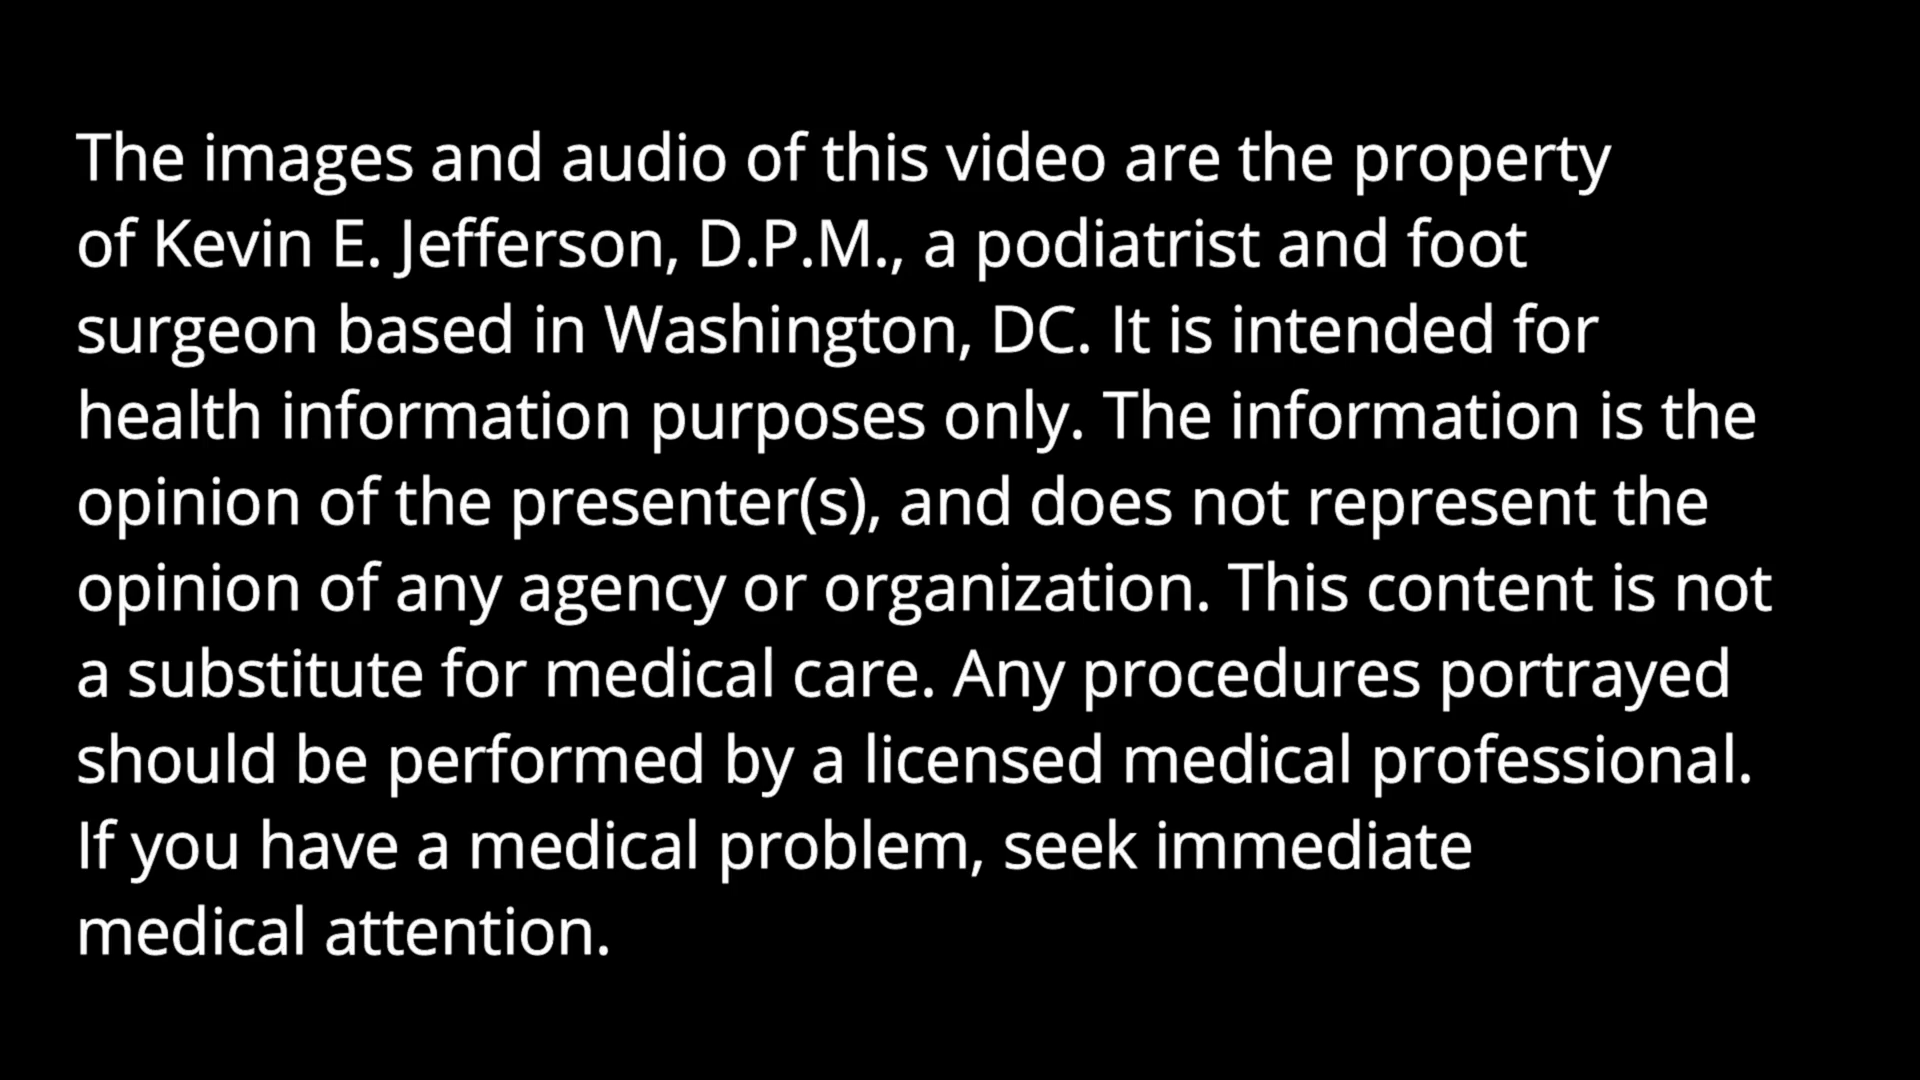 The images and audio of this video are the property
of Kevin E. Jefferson, D.P.M., a podiatrist and foot
surgeon based in Washington, DC. It is intended for
health information purposes only. The information is the
opinion of the presenter(s), and does not represent the
opinion of any agency or organization. This content is not
a substitute for medical care. Any procedures portrayed
should be performed by a licensed medical professional.
If you have a medical problem, seek immediate
medical attention.